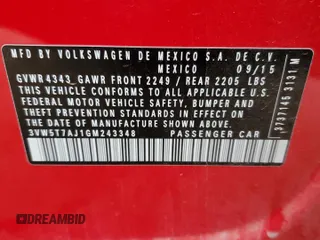 MFD BY VOLKSWAGEN DE MEXICO S.A. DE C.V.
MEXICO 09/15
GVWR 4343 GAWR FRONT 2249 / REAR 2205 LBS
THIS VEHICLE CONFORMS TO ALL APPLICABLE
FEDERAL MOTOR VEHICLE SAFETY, BUMPER AND
THEFT PREVENTION STANDARDS IN EFFECT ON
THE DATE OF MANUFACTURE SHOWN ABOVE.
3VW5T7AJ1GM243348 PASSENGER CAR
3737145 3131 M
© DREAMBID